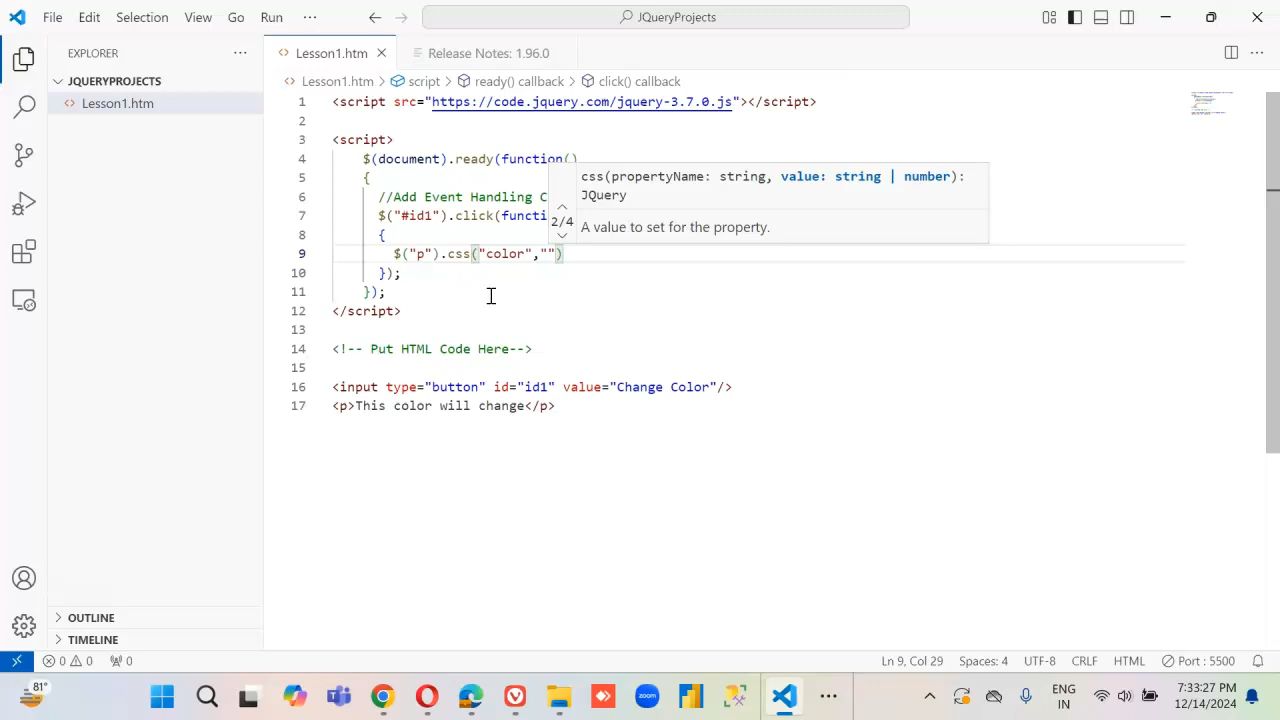 File Edit Selection View Go Run ··· JQueryProjects
EXPLORER ···
JQUERYPROJECTS
Lesson1.htm
OUTLINE
TIMELINE
Lesson1.htm Release Notes: 1.96.0
Lesson1.htm > script > ready() callback > click() callback
1 <script src="https://code.jquery.com/jquery-3.7.0.js"></script>
2
3 <script>
4 $(document).ready(function()
5 {
6 //Add Event Handling C
7 $("#id1").click(functi
8 {
9 $("p").css("color","")
10 });
11 });
12 </script>
13
14 <!-- Put HTML Code Here-->
15
16 <input type="button" id="id1" value="Change Color"/>
17 <p>This color will change</p>
2/4
css(propertyName: string, value: string | number):
JQuery
A value to set for the property.
0 0 0
Ln 9, Col 29 Spaces: 4 UTF-8 CRLF HTML Port : 5500
81°
zoom
ENG
IN
7:33:27 PM
12/14/2024